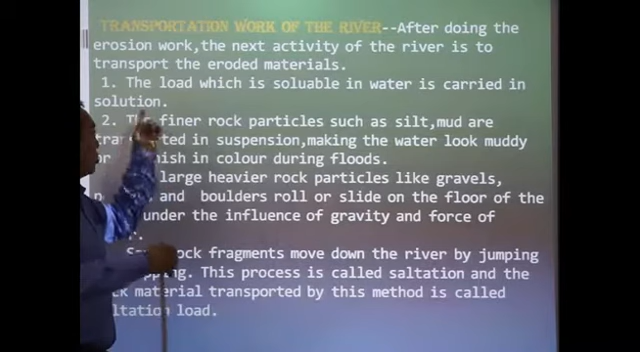 TRANSPORTATION WORK OF THE RIVER--After doing the
erosion work,the next activity of the river is to
transport the eroded materials.
1. The load which is soluable in water is carried in
solution.
2. The finer rock particles such as silt,mud are
in suspension,making the water look muddy
in colour during floods.
large heavier rock particles like gravels,
and boulders roll or slide on the floor of the
under the influence of gravity and force of
rock fragments move down the river by jumping
This process is called saltation and the
material transported by this method is called
load.